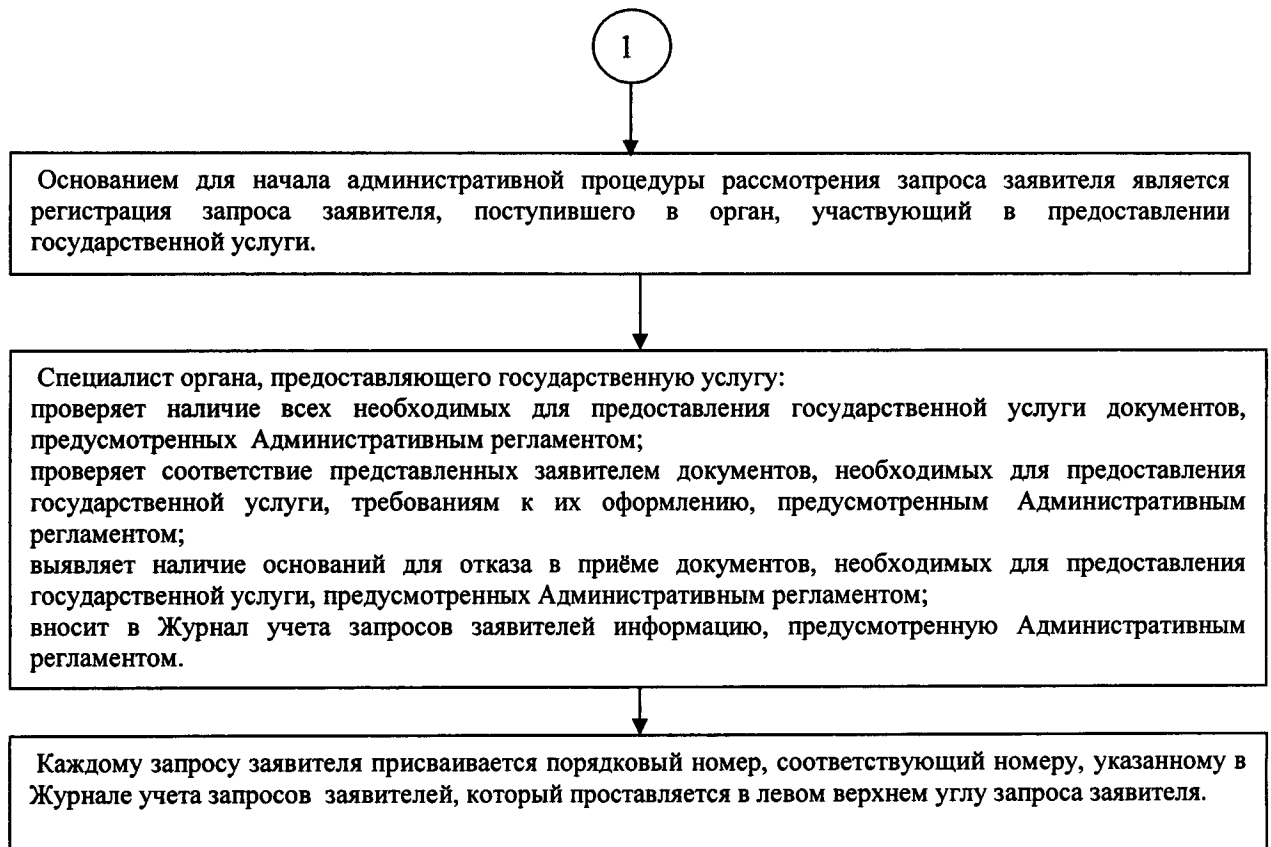 1
Основанием для начала административной процедуры рассмотрения запроса заявителя является
регистрация запроса заявителя, поступившего в орган, участвующий в предоставлении
государственной услуги.
Специалист органа, предоставляющего государственную услугу:
проверяет наличие всех необходимых для предоставления государственной услуги документов,
предусмотренных Административным регламентом;
проверяет соответствие представленных заявителем документов, необходимых для предоставления
государственной услуги, требованиям к их оформлению, предусмотренным Административным
регламентом;
выявляет наличие оснований для отказа в приёме документов, необходимых для предоставления
государственной услуги, предусмотренных Административным регламентом;
вносит в Журнал учета запросов заявителей информацию, предусмотренную Административным
регламентом.
Каждому запросу заявителя присваивается порядковый номер, соответствующий номеру, указанному в
Журнале учета запросов заявителей, который проставляется в левом верхнем углу запроса заявителя.